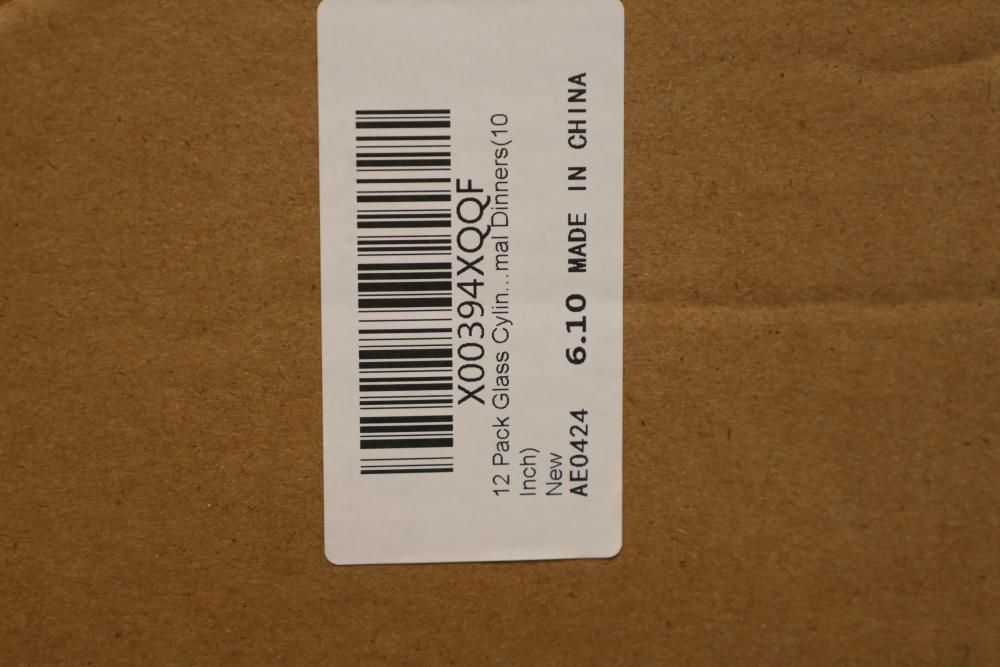 X00394XQQF
12 Pack Glass Cylin...mal Dinners(10
Inch)
New
AE0424 6.10 MADE IN CHINA